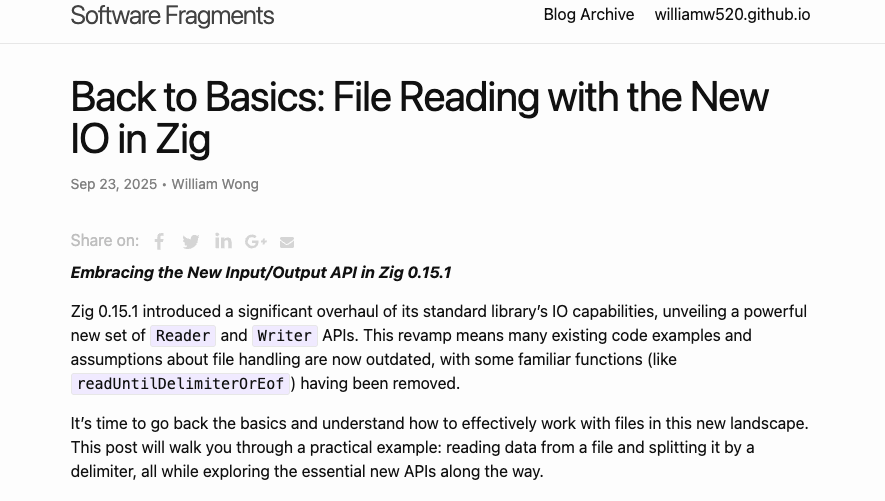 Software Fragments
Blog Archive williamw520.github.io
Back to Basics: File Reading with the New
IO in Zig
Sep 23, 2025 • William Wong
Share on:
Embracing the New Input/Output API in Zig 0.15.1
Zig 0.15.1 introduced a significant overhaul of its standard library’s IO capabilities, unveiling a powerful
new set of Reader and Writer APIs. This revamp means many existing code examples and
assumptions about file handling are now outdated, with some familiar functions (like
readUntilDelimiterOrEof ) having been removed.
It’s time to go back the basics and understand how to effectively work with files in this new landscape.
This post will walk you through a practical example: reading data from a file and splitting it by a
delimiter, all while exploring the essential new APIs along the way.